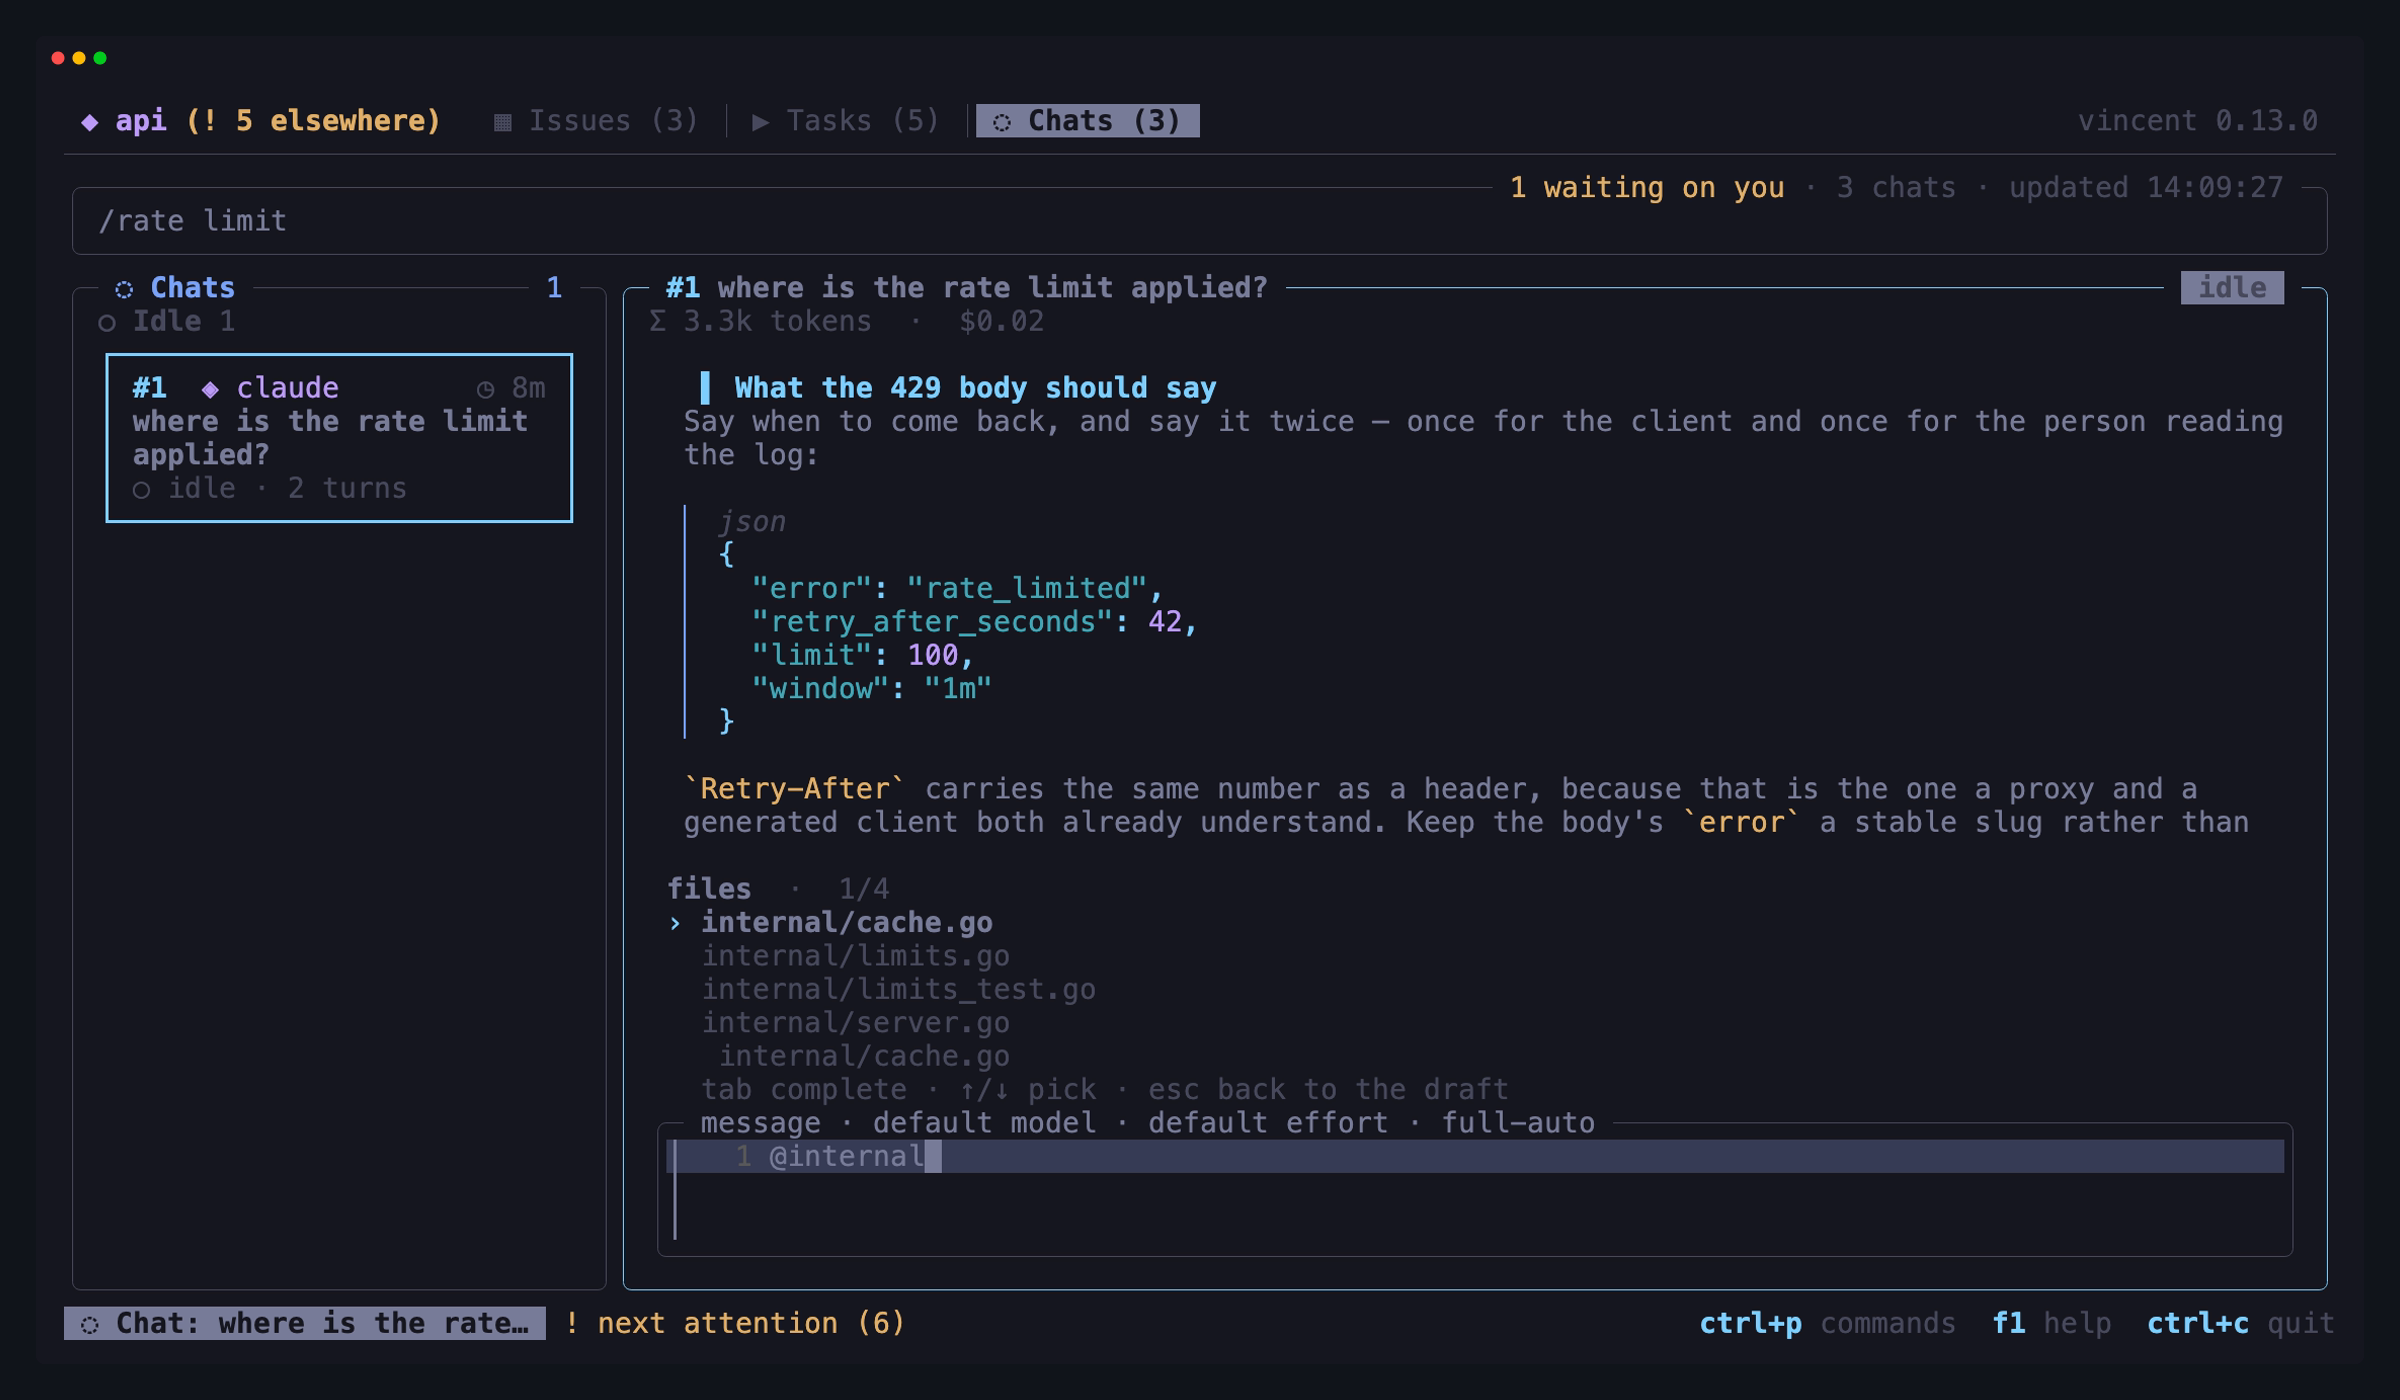 ◆ api (! 5 elsewhere) ▦ Issues (3) ▶ Tasks (5) ◌ Chats (3) vincent 0.13.0
1 waiting on you · 3 chats · updated 14:09:27
/rate limit
◌ Chats 1
○ Idle 1
#1 ◈ claude ◷ 8m
where is the rate limit
applied?
○ idle · 2 turns
#1 where is the rate limit applied? idle
Σ 3.3k tokens · $0.02
What the 429 body should say
Say when to come back, and say it twice — once for the client and once for the person reading
the log:
json
{
"error": "rate_limited",
"retry_after_seconds": 42,
"limit": 100,
"window": "1m"
}
`Retry-After` carries the same number as a header, because that is the one a proxy and a
generated client both already understand. Keep the body's `error` a stable slug rather than
files · 1/4
› internal/cache.go
internal/limits.go
internal/limits_test.go
internal/server.go
internal/cache.go
tab complete · ↑/↓ pick · esc back to the draft
message · default model · default effort · full-auto
1 @internal
◌ Chat: where is the rate… ! next attention (6) ctrl+p commands f1 help ctrl+c quit